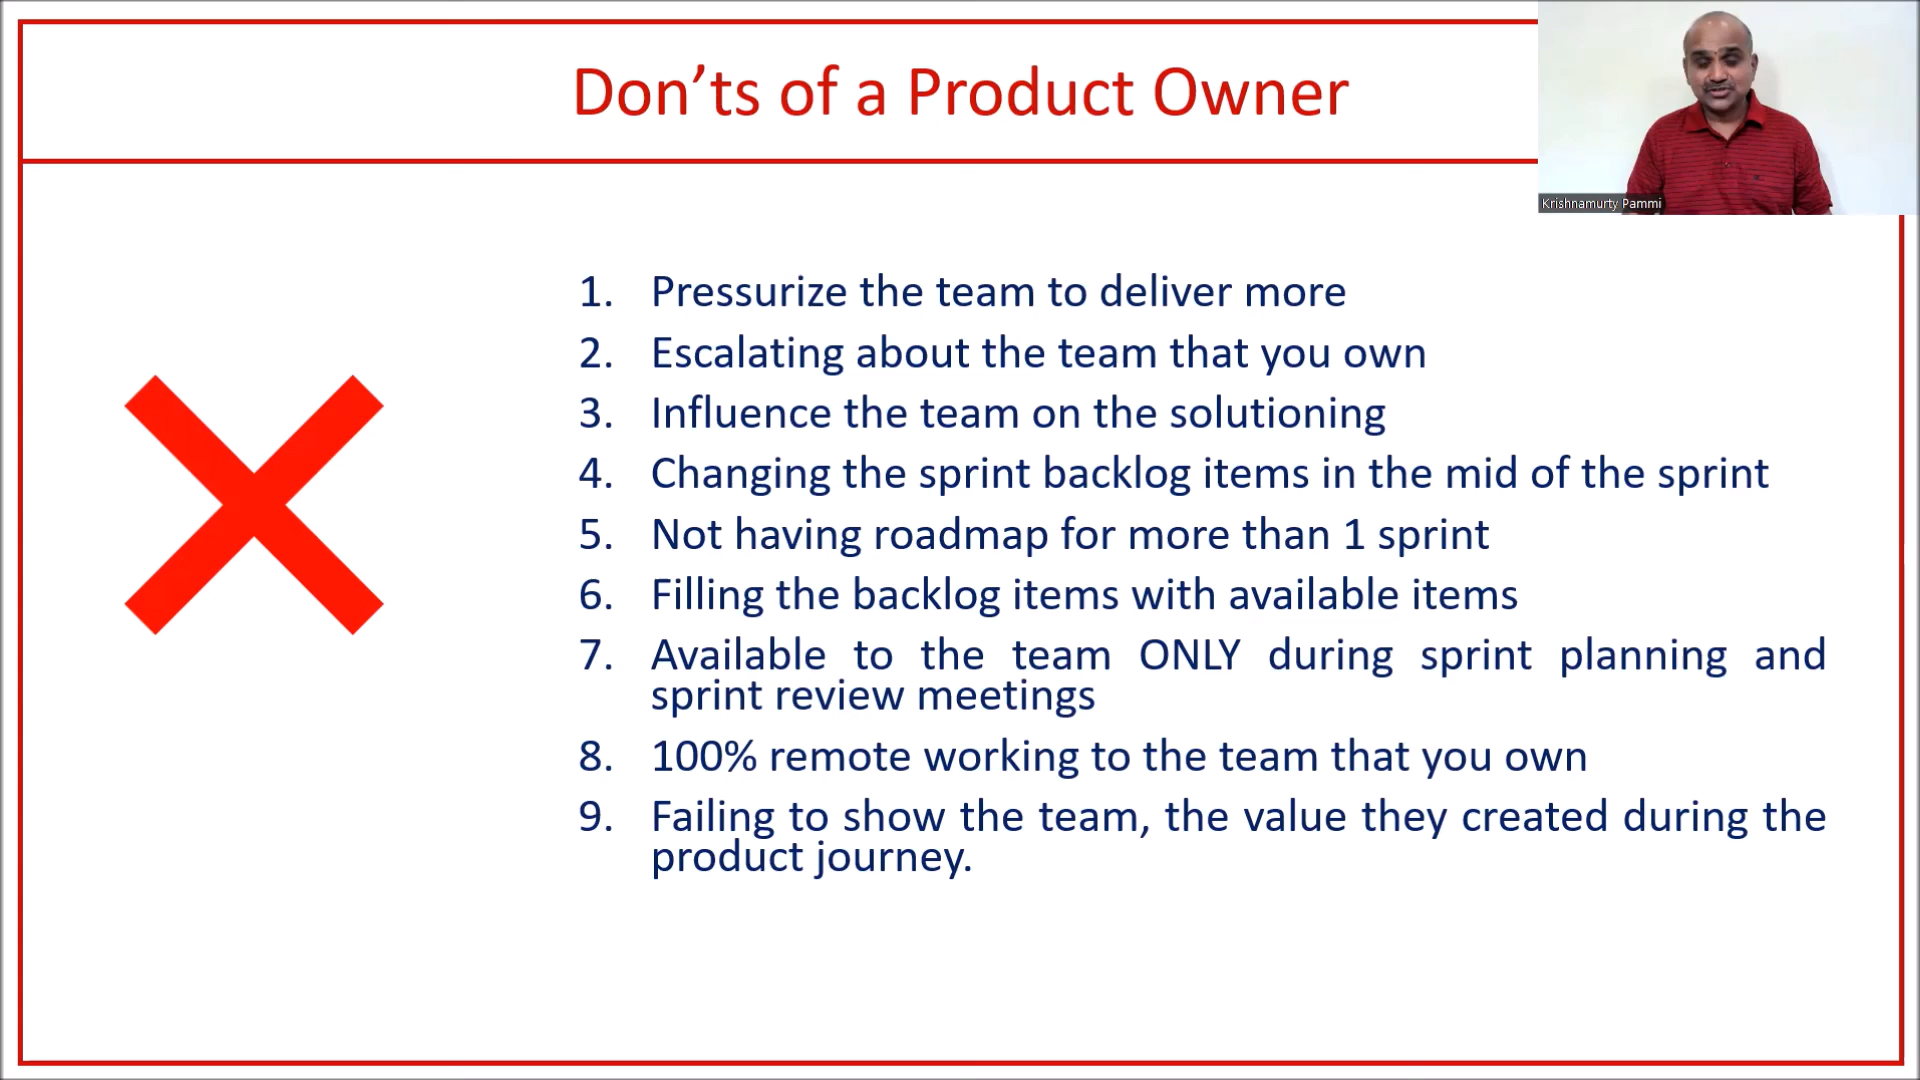 Don’ts of a Product Owner
Krishnamurty Pammi
1. Pressurize the team to deliver more
2. Escalating about the team that you own
3. Influence the team on the solutioning
4. Changing the sprint backlog items in the mid of the sprint
5. Not having roadmap for more than 1 sprint
6. Filling the backlog items with available items
7. Available to the team ONLY during sprint planning and
sprint review meetings
8. 100% remote working to the team that you own
9. Failing to show the team, the value they created during the
product journey.